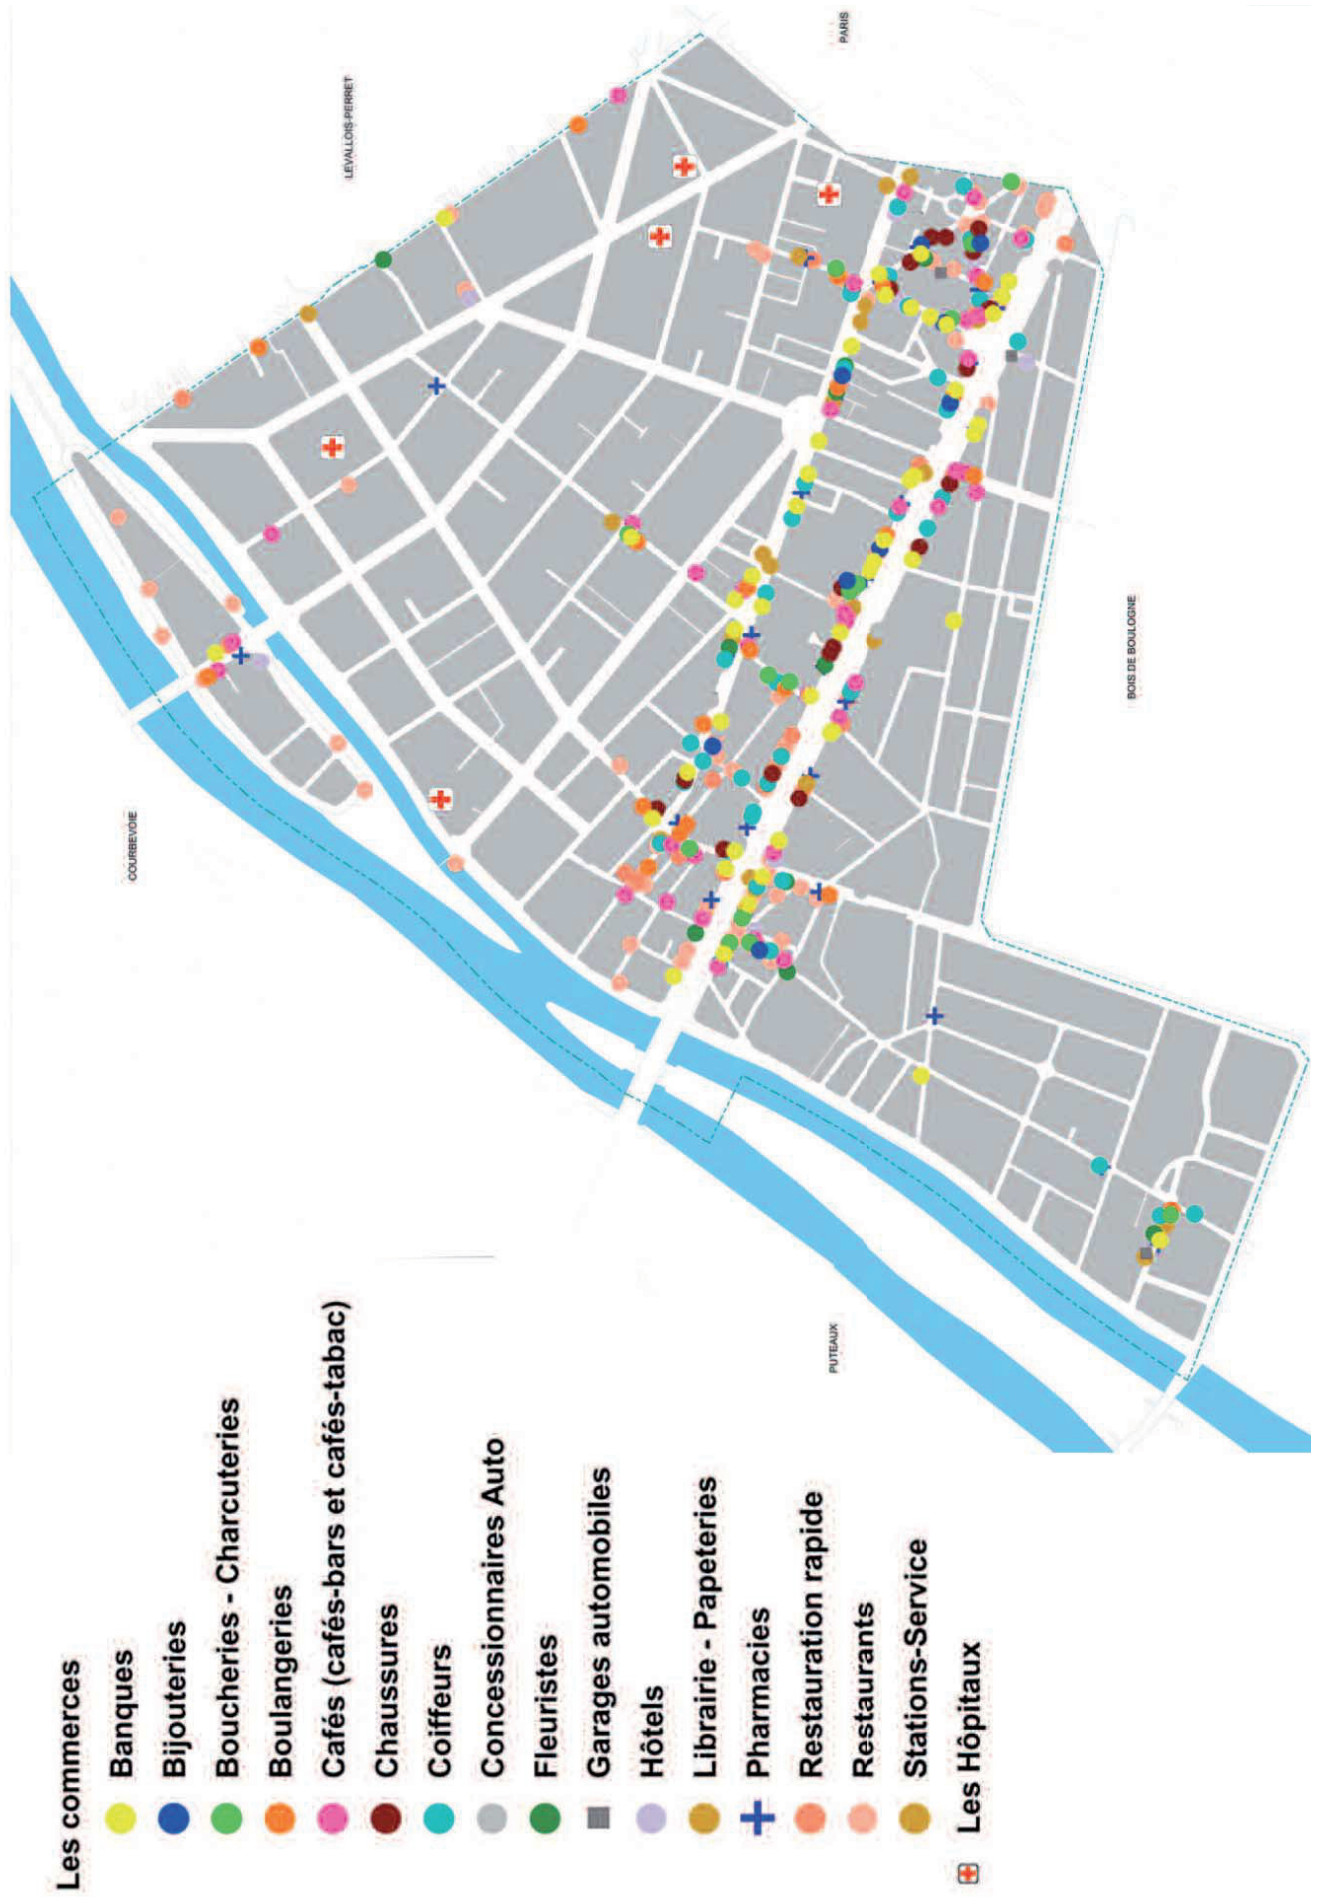 PARIS
LEVALLOIS-PERRET
COURBEVOIE
BOIS DE BOULOGNE
PUTEAUX
Les commerces
Banques
Bijouteries
Boucheries - Charcuteries
Boulangeries
Cafés (cafés-bars et cafés-tabac)
Chaussures
Coiffeurs
Concessionnaires Auto
Fleuristes
Garages automobiles
Hôtels
Librairie - Papeteries
Pharmacies
Restauration rapide
Restaurants
Stations-Service
Les Hôpitaux